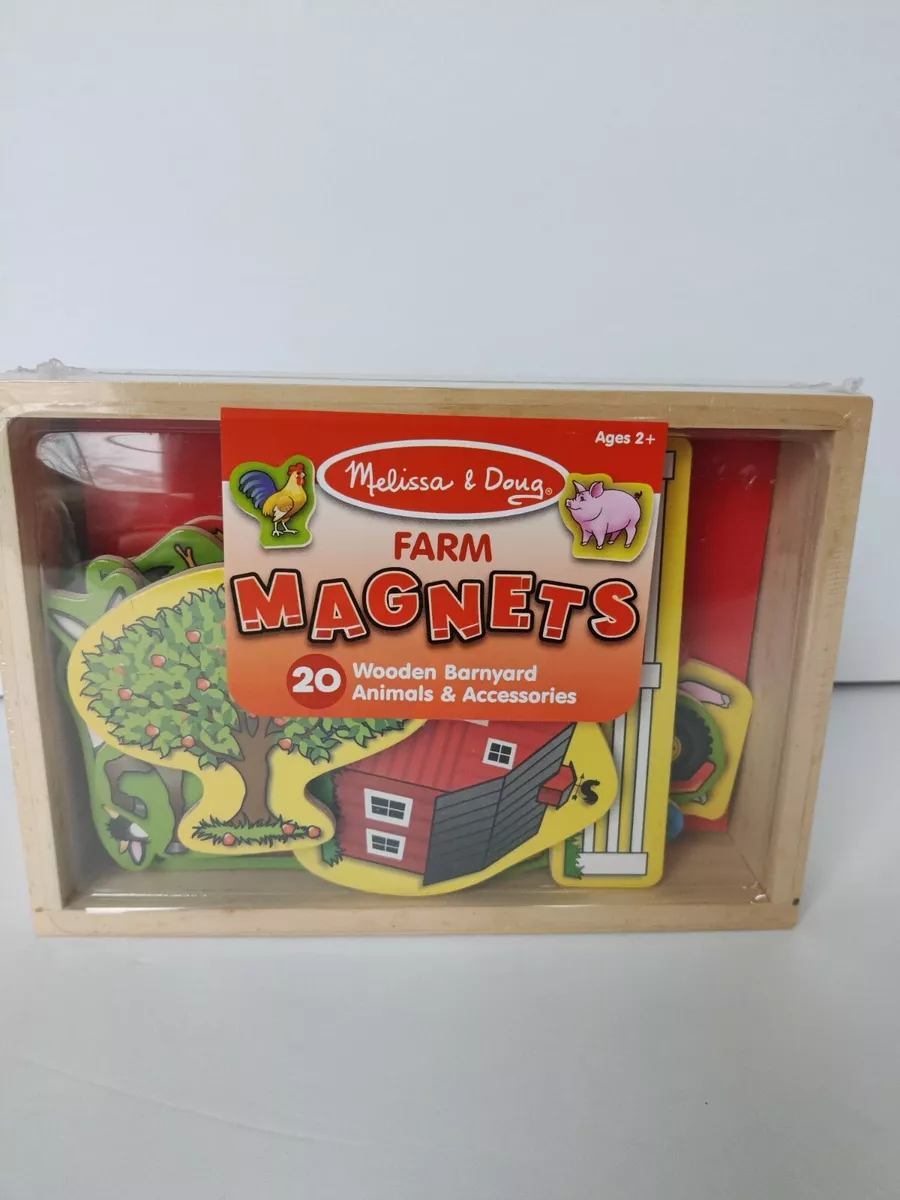 Ages 2+
Melissa & Doug®
FARM
MAGNETS
20 Wooden Barnyard
Animals & Accessories